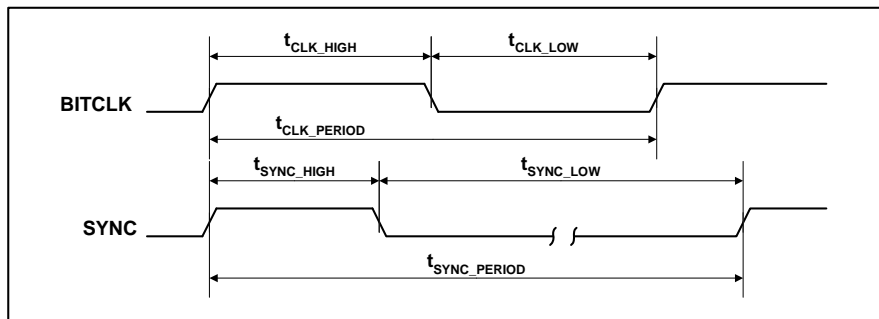 tCLK_HIGH tCLK_LOW
BITCLK
tCLK_PERIOD
tSYNC_HIGH tSYNC_LOW
SYNC
tSYNC_PERIOD